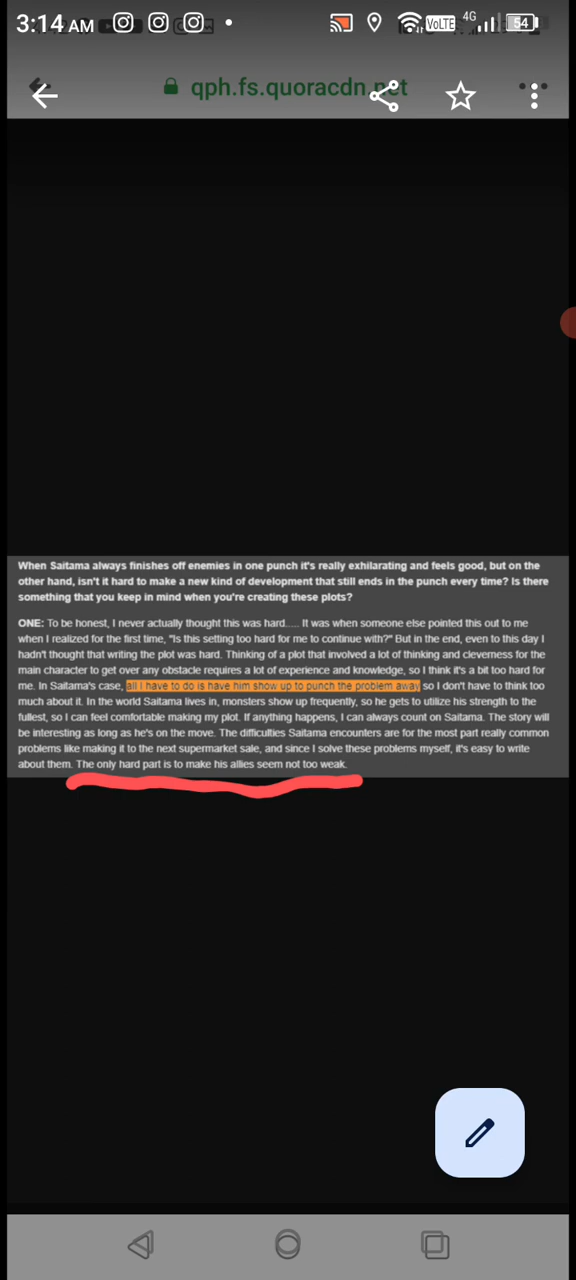 3:14 AM
VoLTE 4G 54
qph.fs.quoracdn.net
When Saitama always finishes off enemies in one punch it's really exhilarating and feels good, but on the
other hand, isn't it hard to make a new kind of development that still ends in the punch every time? Is there
something that you keep in mind when you're creating these plots?
ONE: To be honest, I never actually thought this was hard..... It was when someone else pointed this out to me
when I realized for the first time, "Is this setting too hard for me to continue with?" But in the end, even to this day I
hadn't thought that writing the plot was hard. Thinking of a plot that involved a lot of thinking and cleverness for the
main character to get over any obstacle requires a lot of experience and knowledge, so I think it's a bit too hard for
me. In Saitama's case, all I have to do is have him show up to punch the problem away so I don't have to think too
much about it. In the world Saitama lives in, monsters show up frequently, so he gets to utilize his strength to the
fullest, so I can feel comfortable making my plot. If anything happens, I can always count on Saitama. The story will
be interesting as long as he's on the move. The difficulties Saitama encounters are for the most part really common
problems like making it to the next supermarket sale, and since I solve these problems myself, it's easy to write
about them. The only hard part is to make his allies seem not too weak.